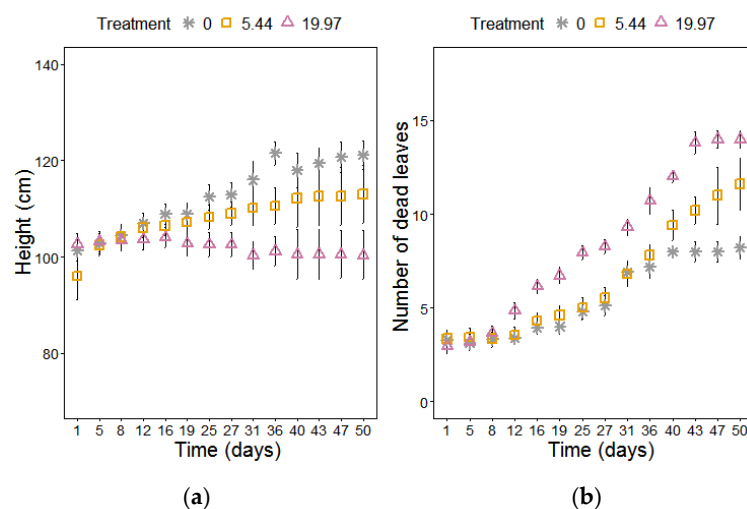 Treatment 0 5.44 19.97
Height (cm)
140
120
100
80
1 5 8 12 16 19 25 27 31 36 40 43 47 50
Time (days)
(a)
Treatment 0 5.44 19.97
Number of dead leaves
15
10
5
0
1 5 8 12 16 19 25 27 31 36 40 43 47 50
Time (days)
(b)